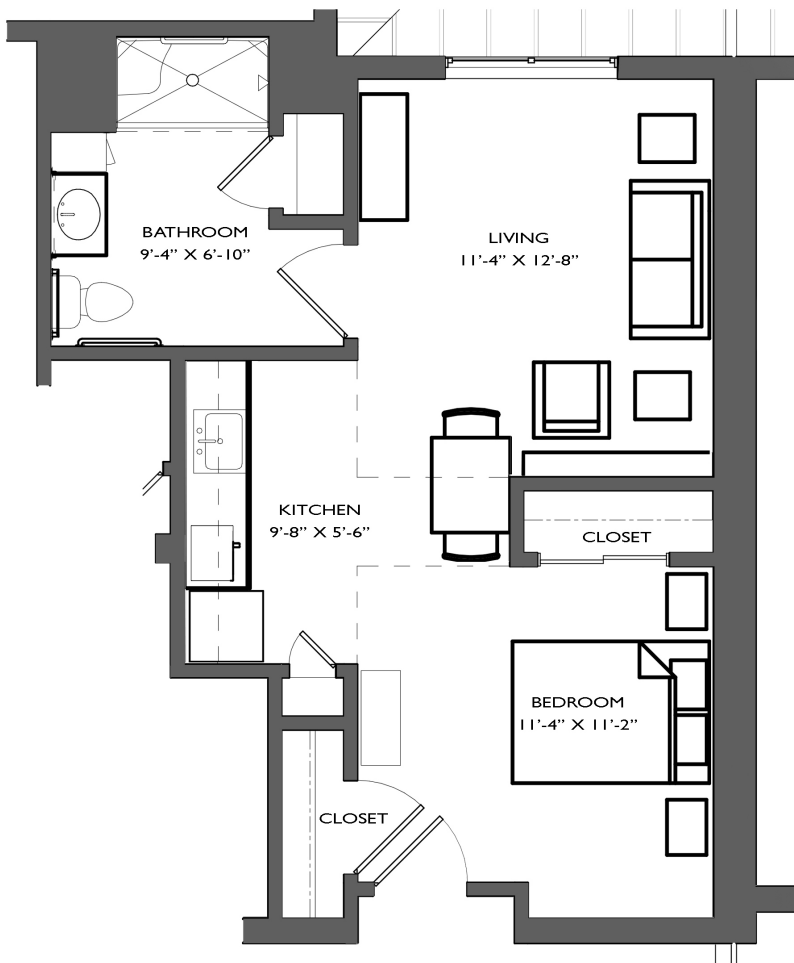 BATHROOM
9'-4” X 6'-10”
LIVING
11'-4” X 12'-8”
KITCHEN
9'-8” X 5'-6”
CLOSET
BEDROOM
11'-4” X 11'-2”
CLOSET